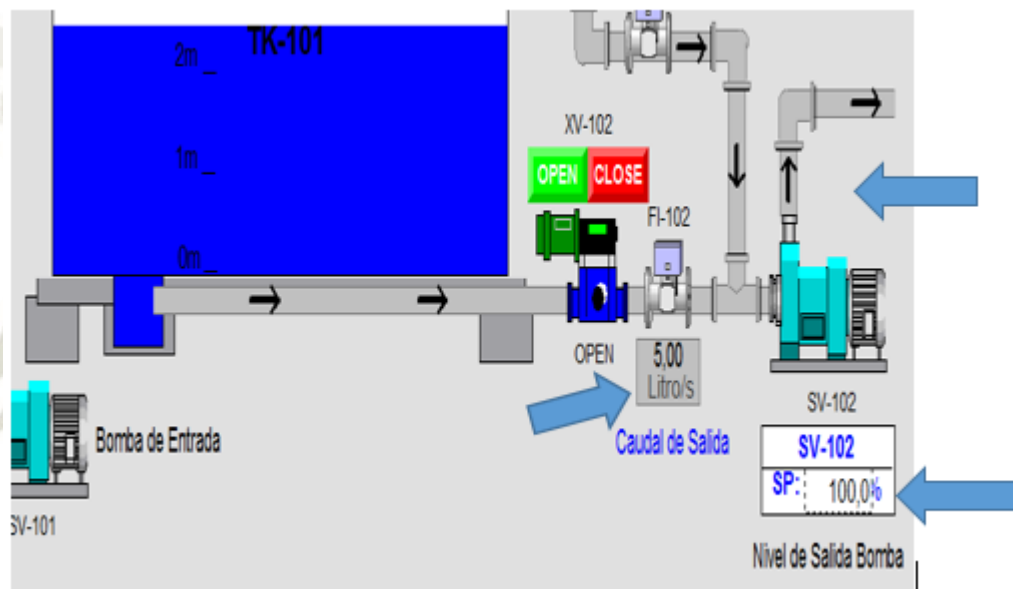 TK-101
2m
1m
0m
XV-102
OPEN CLOSE
FI-102
OPEN
5,00
Litro/s
Caudal de Salida
SV-102
SV-102
SP: 100,0%
Nivel de Salida Bomba
Bomba de Entrada
SV-101